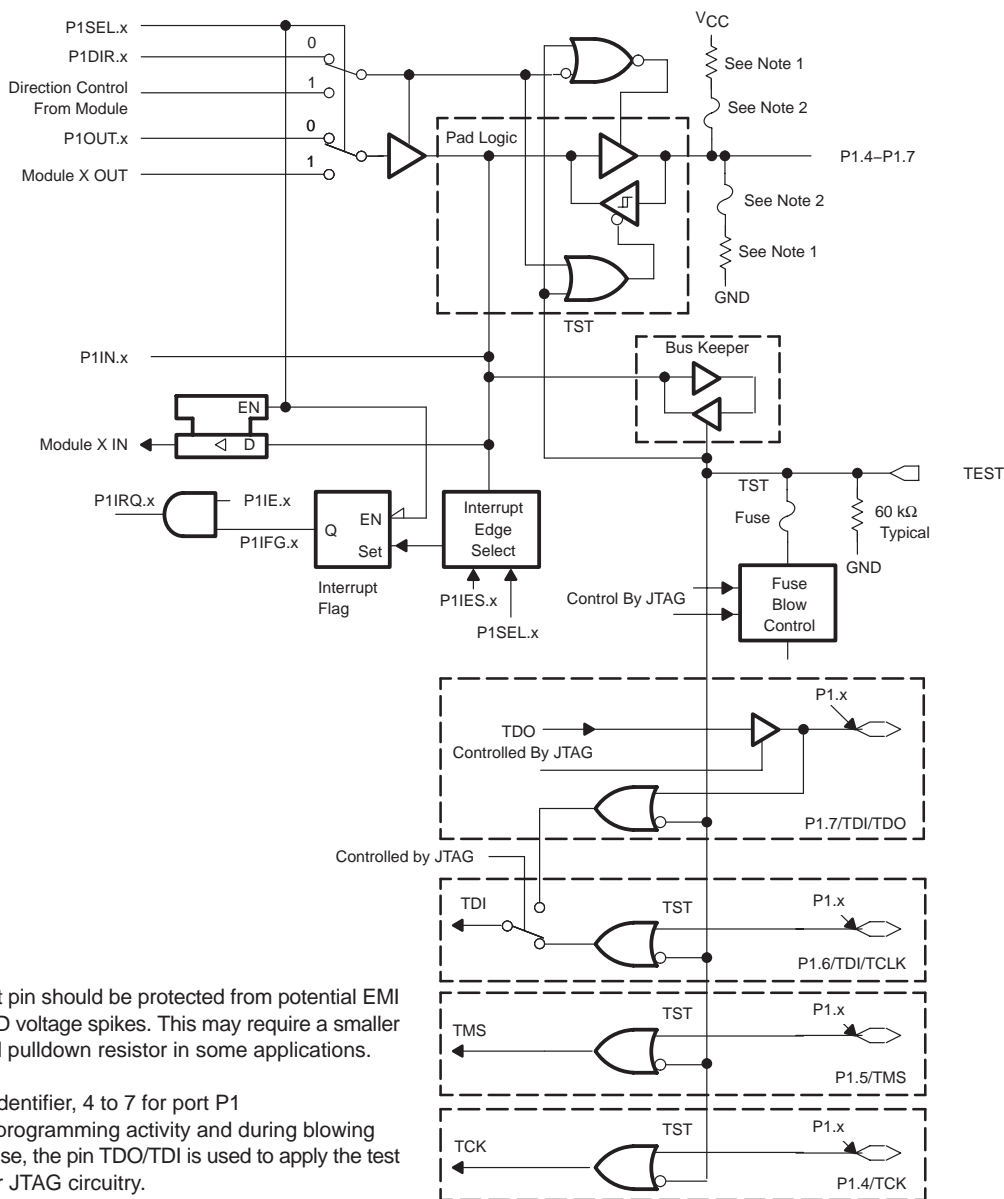 P1SEL.x
P1DIR.x
0
Direction Control
From Module
1
P1OUT.x
0
Module X OUT
1
Pad Logic
VCC
See Note 1
See Note 2
P1.4–P1.7
See Note 2
See Note 1
GND
TST
P1IN.x
Bus Keeper
EN
Module X IN
D
TEST
TST
P1IRQ.x
P1IE.x
P1IFG.x
Q
EN
Set
Interrupt
Flag
Interrupt
Edge
Select
P1IES.x
P1SEL.x
Fuse
60 kΩ
Typical
GND
Control By JTAG
Fuse
Blow
Control
TDO
Controlled By JTAG
P1.x
P1.7/TDI/TDO
Controlled by JTAG
TDI
TST
P1.x
P1.6/TDI/TCLK
TMS
TST
P1.x
P1.5/TMS
TCK
TST
P1.x
P1.4/TCK
pin should be protected from potential EMI
voltage spikes. This may require a smaller
pulldown resistor in some applications.
dentifier, 4 to 7 for port P1
programming activity and during blowing
se, the pin TDO/TDI is used to apply the test
JTAG circuitry.